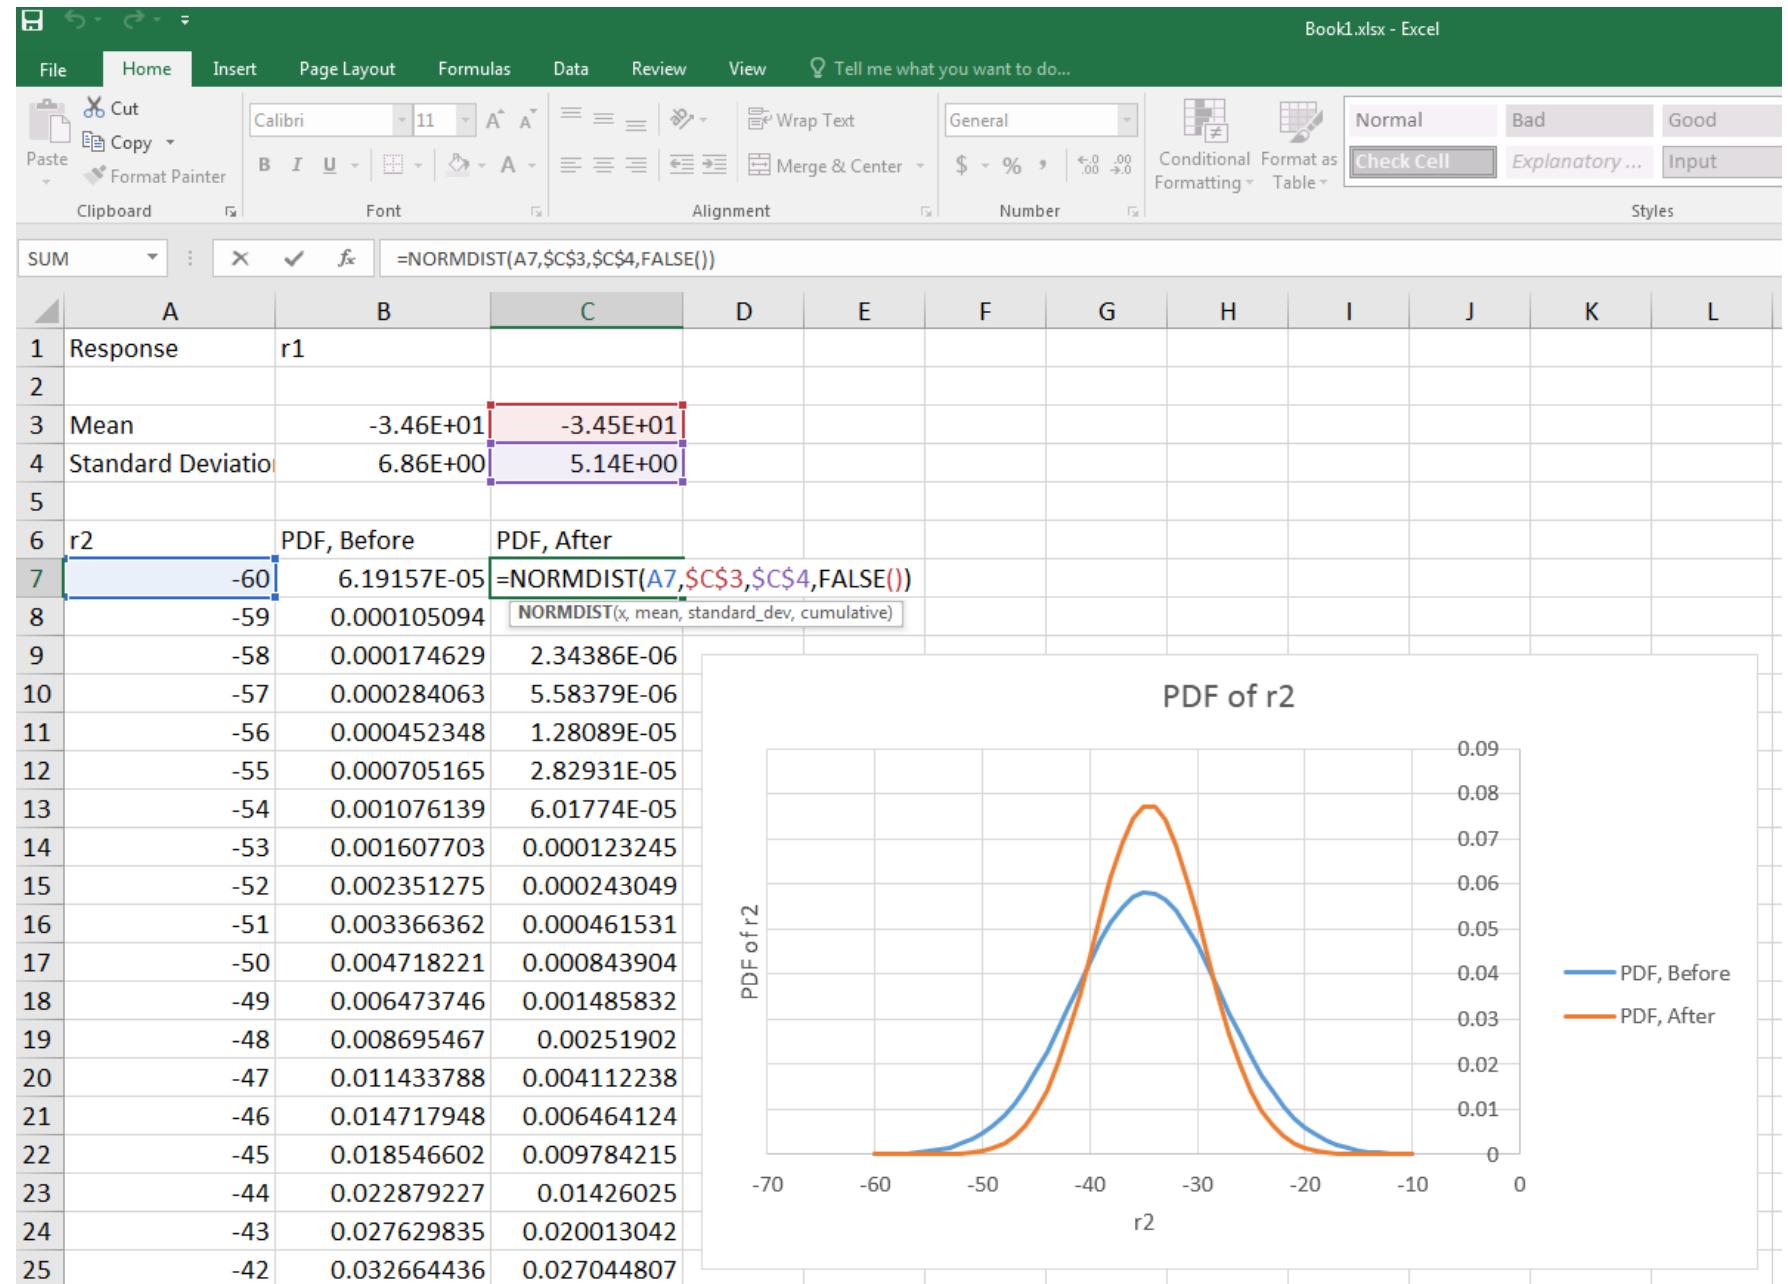 Book1.xlsx - Excel
File Home Insert Page Layout Formulas Data Review View Tell me what you want to do...
Cut
Copy
Format Painter
Paste
Clipboard
Calibri 11
B I U
Font
Wrap Text
Merge & Center
Alignment
General
$ % ,
Number
Conditional Formatting
Format as Table
Normal Bad Good
Check Cell Explanatory ... Input
Styles
SUM fx =NORMDIST(A7,$C$3,$C$4,FALSE())
A B C D E F G H I J K L
1 Response r1
2
3 Mean -3.46E+01 -3.45E+01
4 Standard Deviatio 6.86E+00 5.14E+00
5
6 r2 PDF, Before PDF, After
7 -60 6.19157E-05 =NORMDIST(A7,$C$3,$C$4,FALSE())
8 -59 0.000105094 NORMDIST(x, mean, standard_dev, cumulative)
9 -58 0.000174629 2.34386E-06
10 -57 0.000284063 5.58379E-06
11 -56 0.000452348 1.28089E-05
12 -55 0.000705165 2.82931E-05
13 -54 0.001076139 6.01774E-05
14 -53 0.001607703 0.000123245
15 -52 0.002351275 0.000243049
16 -51 0.003366362 0.000461531
17 -50 0.004718221 0.000843904
18 -49 0.006473746 0.001485832
19 -48 0.008695467 0.00251902
20 -47 0.011433788 0.004112238
21 -46 0.014717948 0.006464124
22 -45 0.018546602 0.009784215
23 -44 0.022879227 0.01426025
24 -43 0.027629835 0.020013042
25 -42 0.032664436 0.027044807
PDF of r2
0.09
0.08
0.07
0.06
0.05
0.04
0.03
0.02
0.01
0
PDF of r2
-70 -60 -50 -40 -30 -20 -10 0
r2
PDF, Before
PDF, After